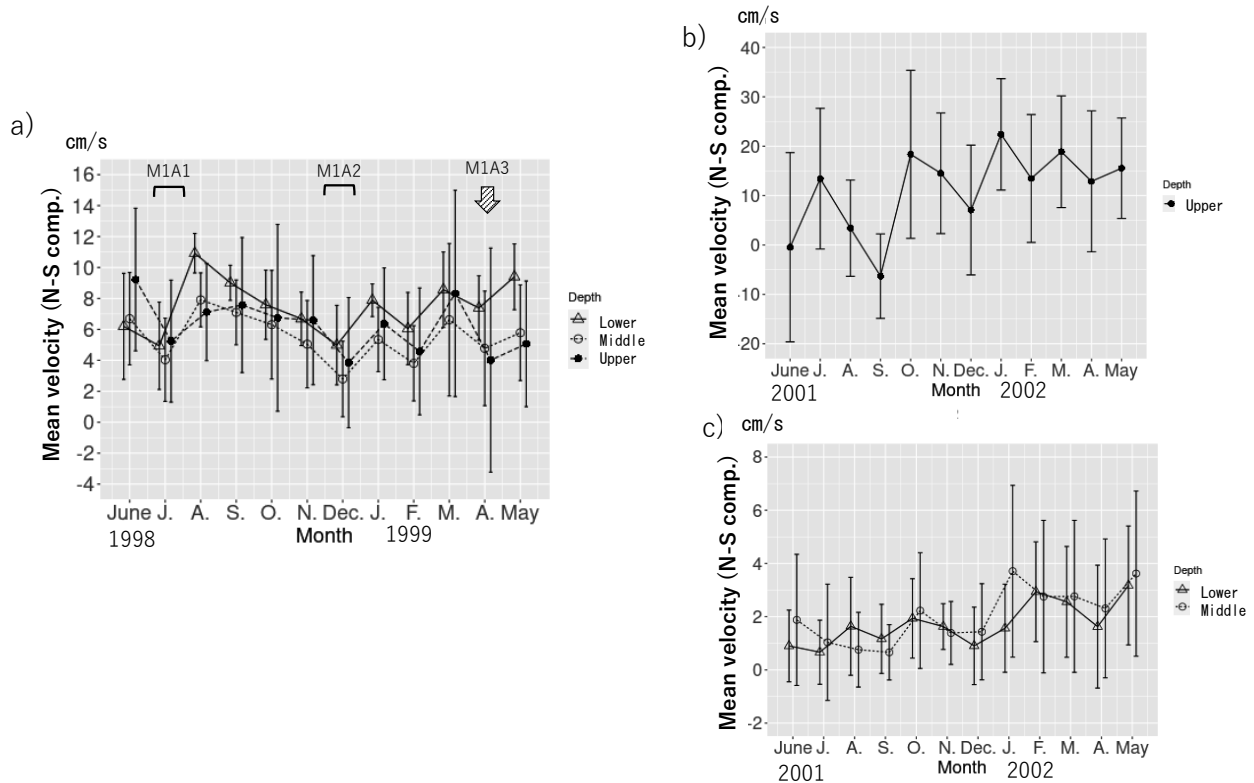 a)
cm/s
M1A1
M1A2
M1A3
Mean velocity (N-S comp.)
16
14
12
10
8
6
4
2
0
-2
-4
June J. A. S. O. N. Dec. J. F. M. A. May
1998 Month 1999
Depth
Lower
Middle
Upper
b)
cm/s
Mean velocity (N-S comp.)
40
30
20
10
0
-10
-20
June J. A. S. O. N. Dec. J. F. M. A. May
2001 Month 2002
Depth
Upper
c)
cm/s
Mean velocity (N-S comp.)
8
6
4
2
0
-2
June J. A. S. O. N. Dec. J. F. M. A. May
2001 Month 2002
Depth
Lower
Middle